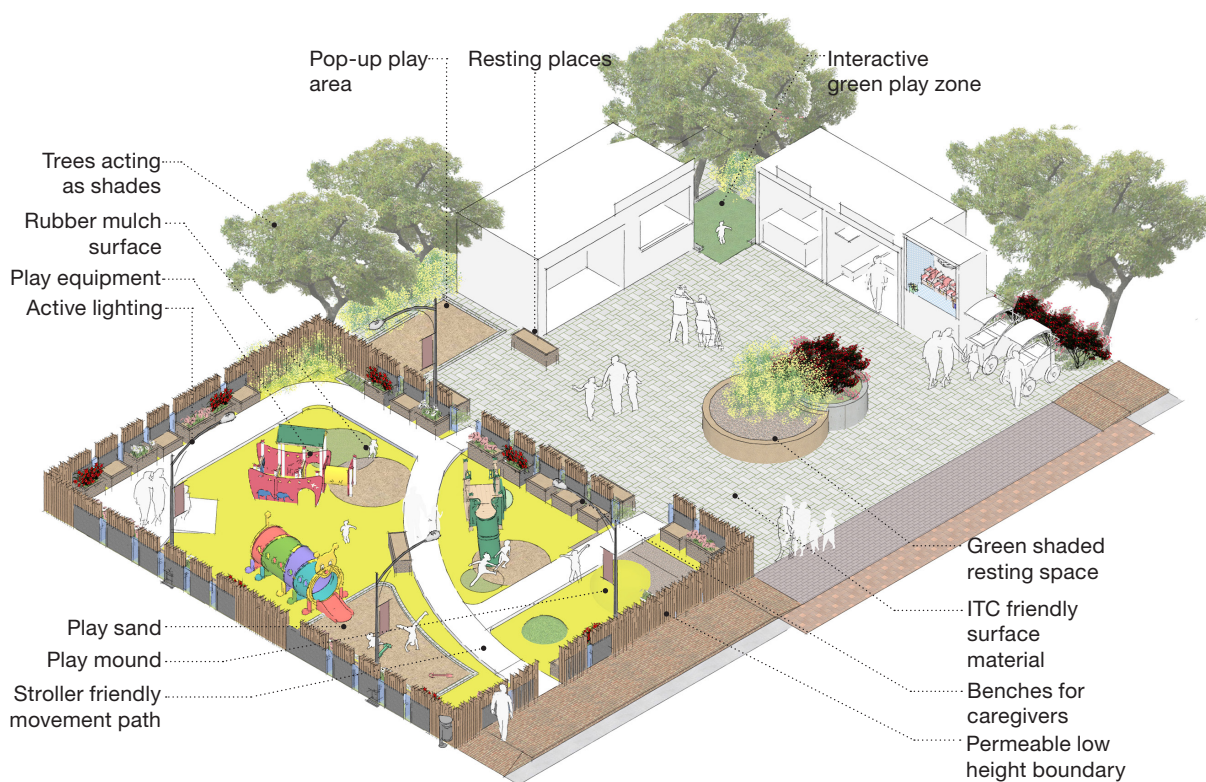 Pop-up play
area
Resting places
Interactive
green play zone
Trees acting
as shades
Rubber mulch
surface
Play equipment
Active lighting
Play sand
Play mound
Stroller friendly
movement path
Green shaded
resting space
ITC friendly
surface
material
Benches for
caregivers
Permeable low
height boundary